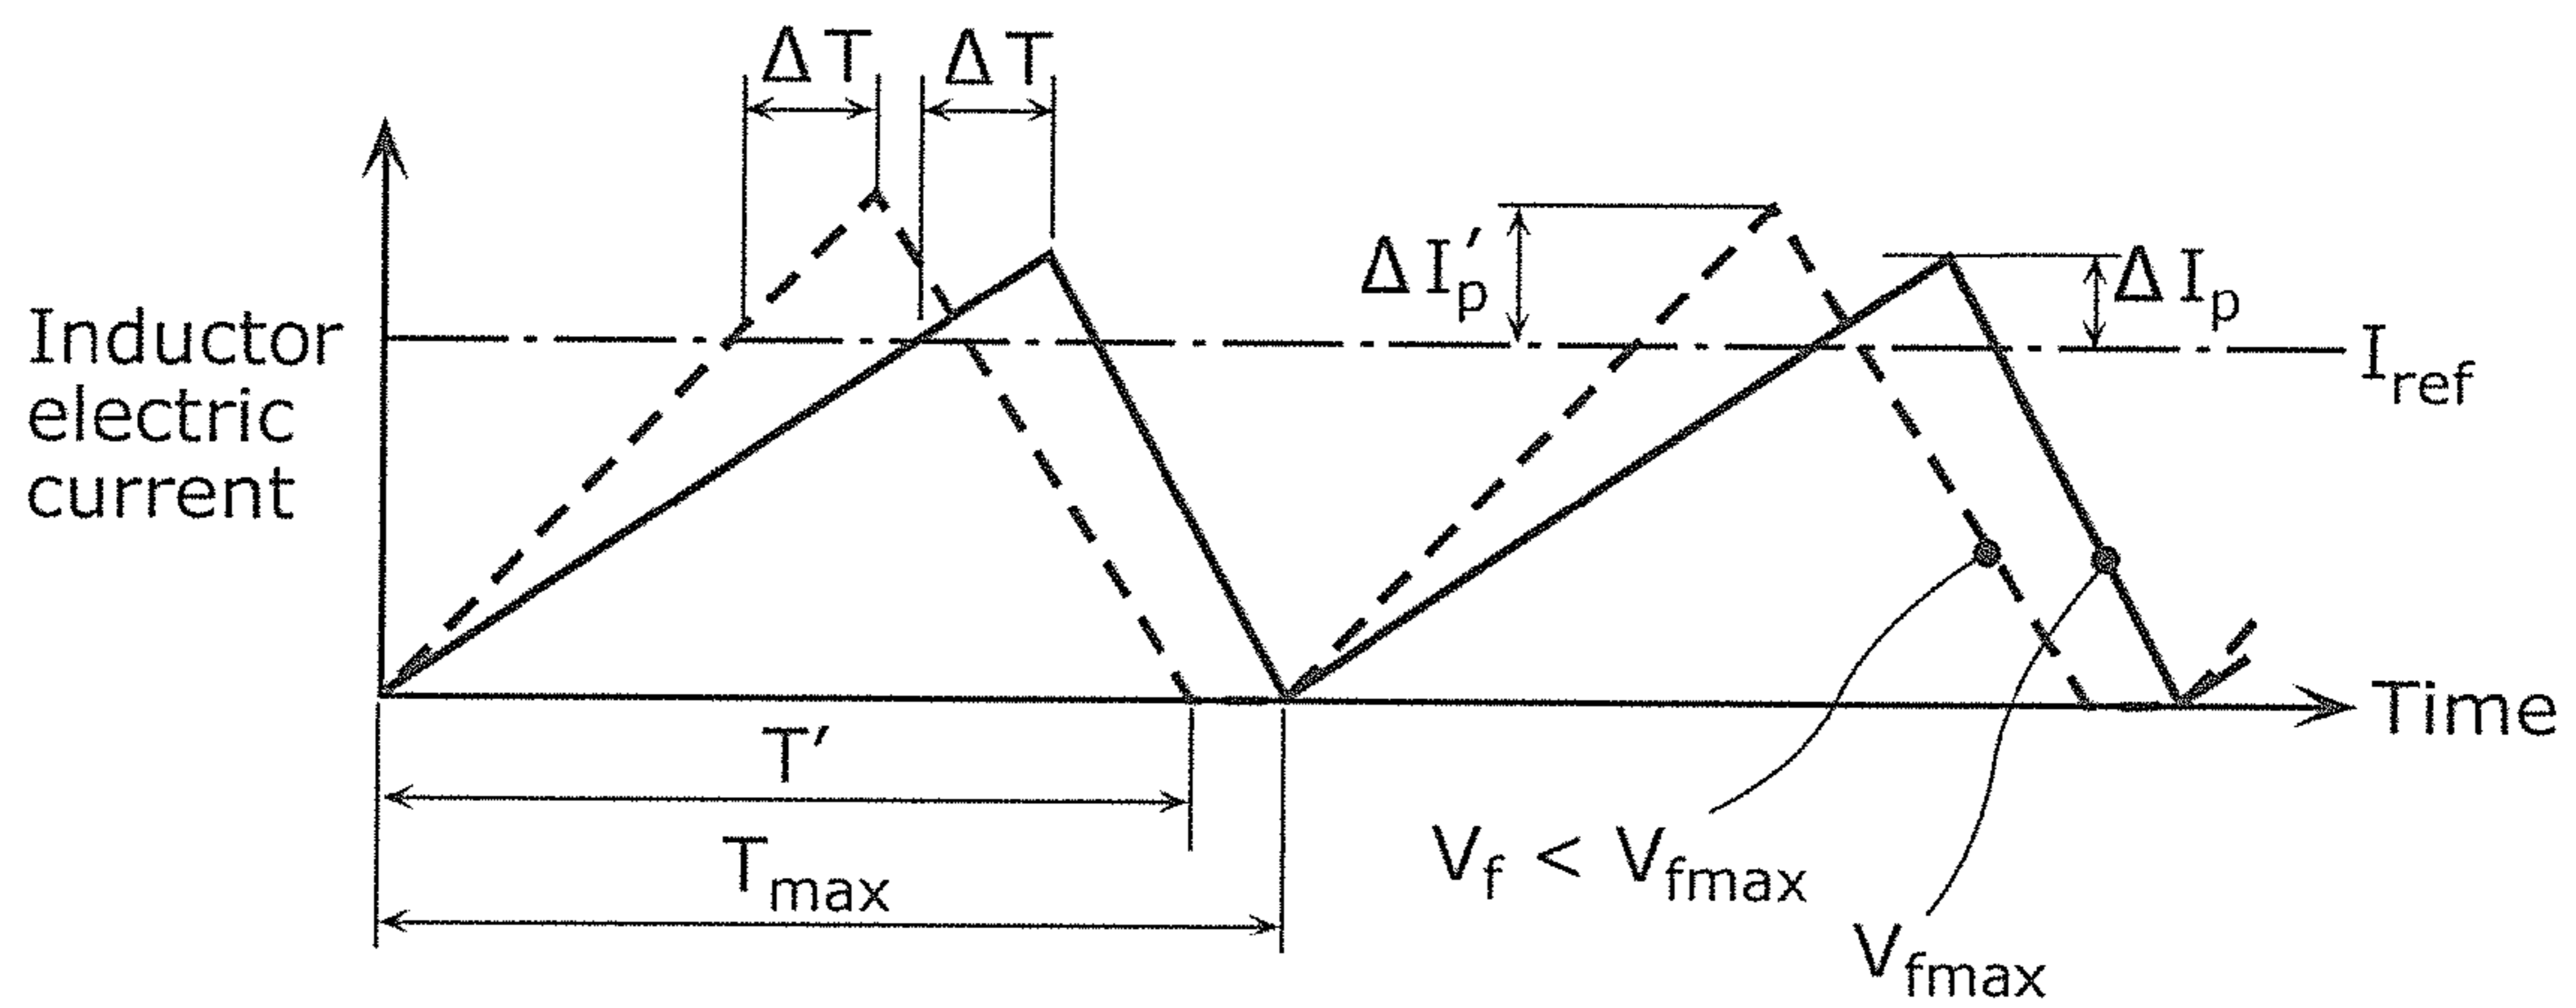 ΔT ΔT
ΔI′p
ΔIp
Inductor
electric
current
Iref
Time
T′
Tmax
Vf < Vfmax
Vfmax